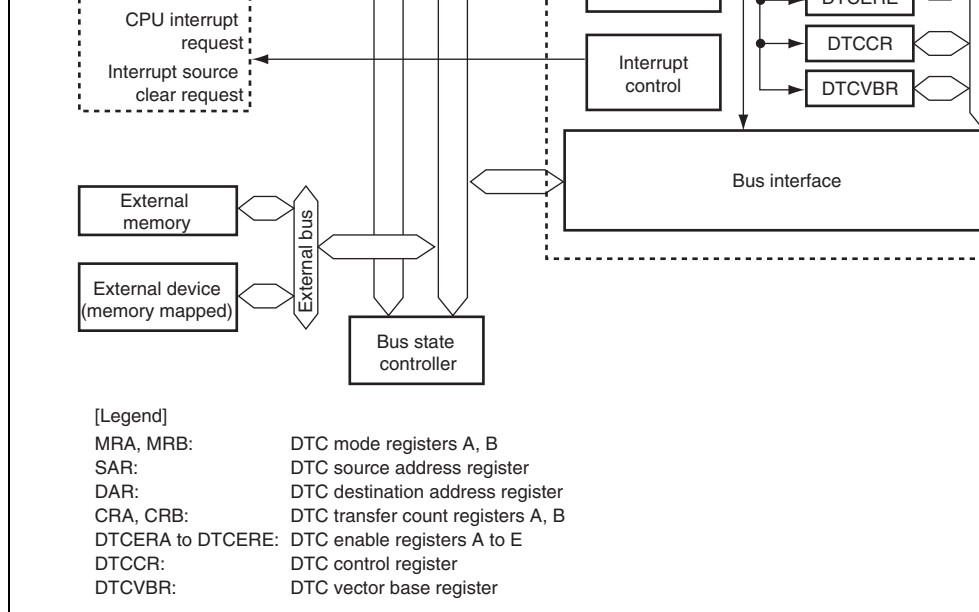 DTCERE
CPU interrupt
request
Interrupt source
clear request
Interrupt
control
DTCCR
DTCVBR
Bus interface
External
memory
External bus
External device
(memory mapped)
Bus state
controller
[Legend]
MRA, MRB: DTC mode registers A, B
SAR: DTC source address register
DAR: DTC destination address register
CRA, CRB: DTC transfer count registers A, B
DTCERA to DTCERE: DTC enable registers A to E
DTCCR: DTC control register
DTCVBR: DTC vector base register